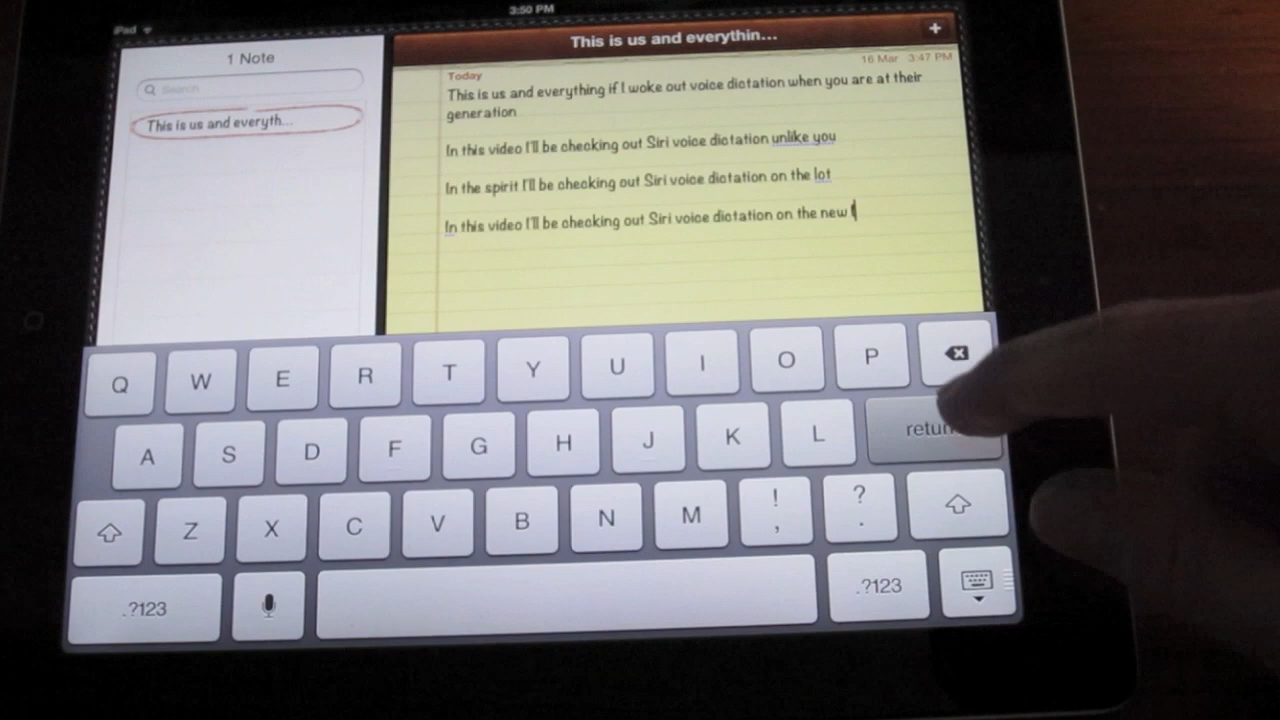 iPad 3:50 PM
1 Note
This is us and everythin...
+
Search
16 Mar 3:47 PM
Today
This is us and everyth...
This is us and everything if I woke out voice dictation when you are at their
generation
In this video I'll be checking out Siri voice dictation unlike you
In the spirit I'll be checking out Siri voice dictation on the lot
In this video I'll be checking out Siri voice dictation on the new
Q W E R T Y U I O P
A S D F G H J K L return
Z X C V B N M ! , ? .
.?123 .?123